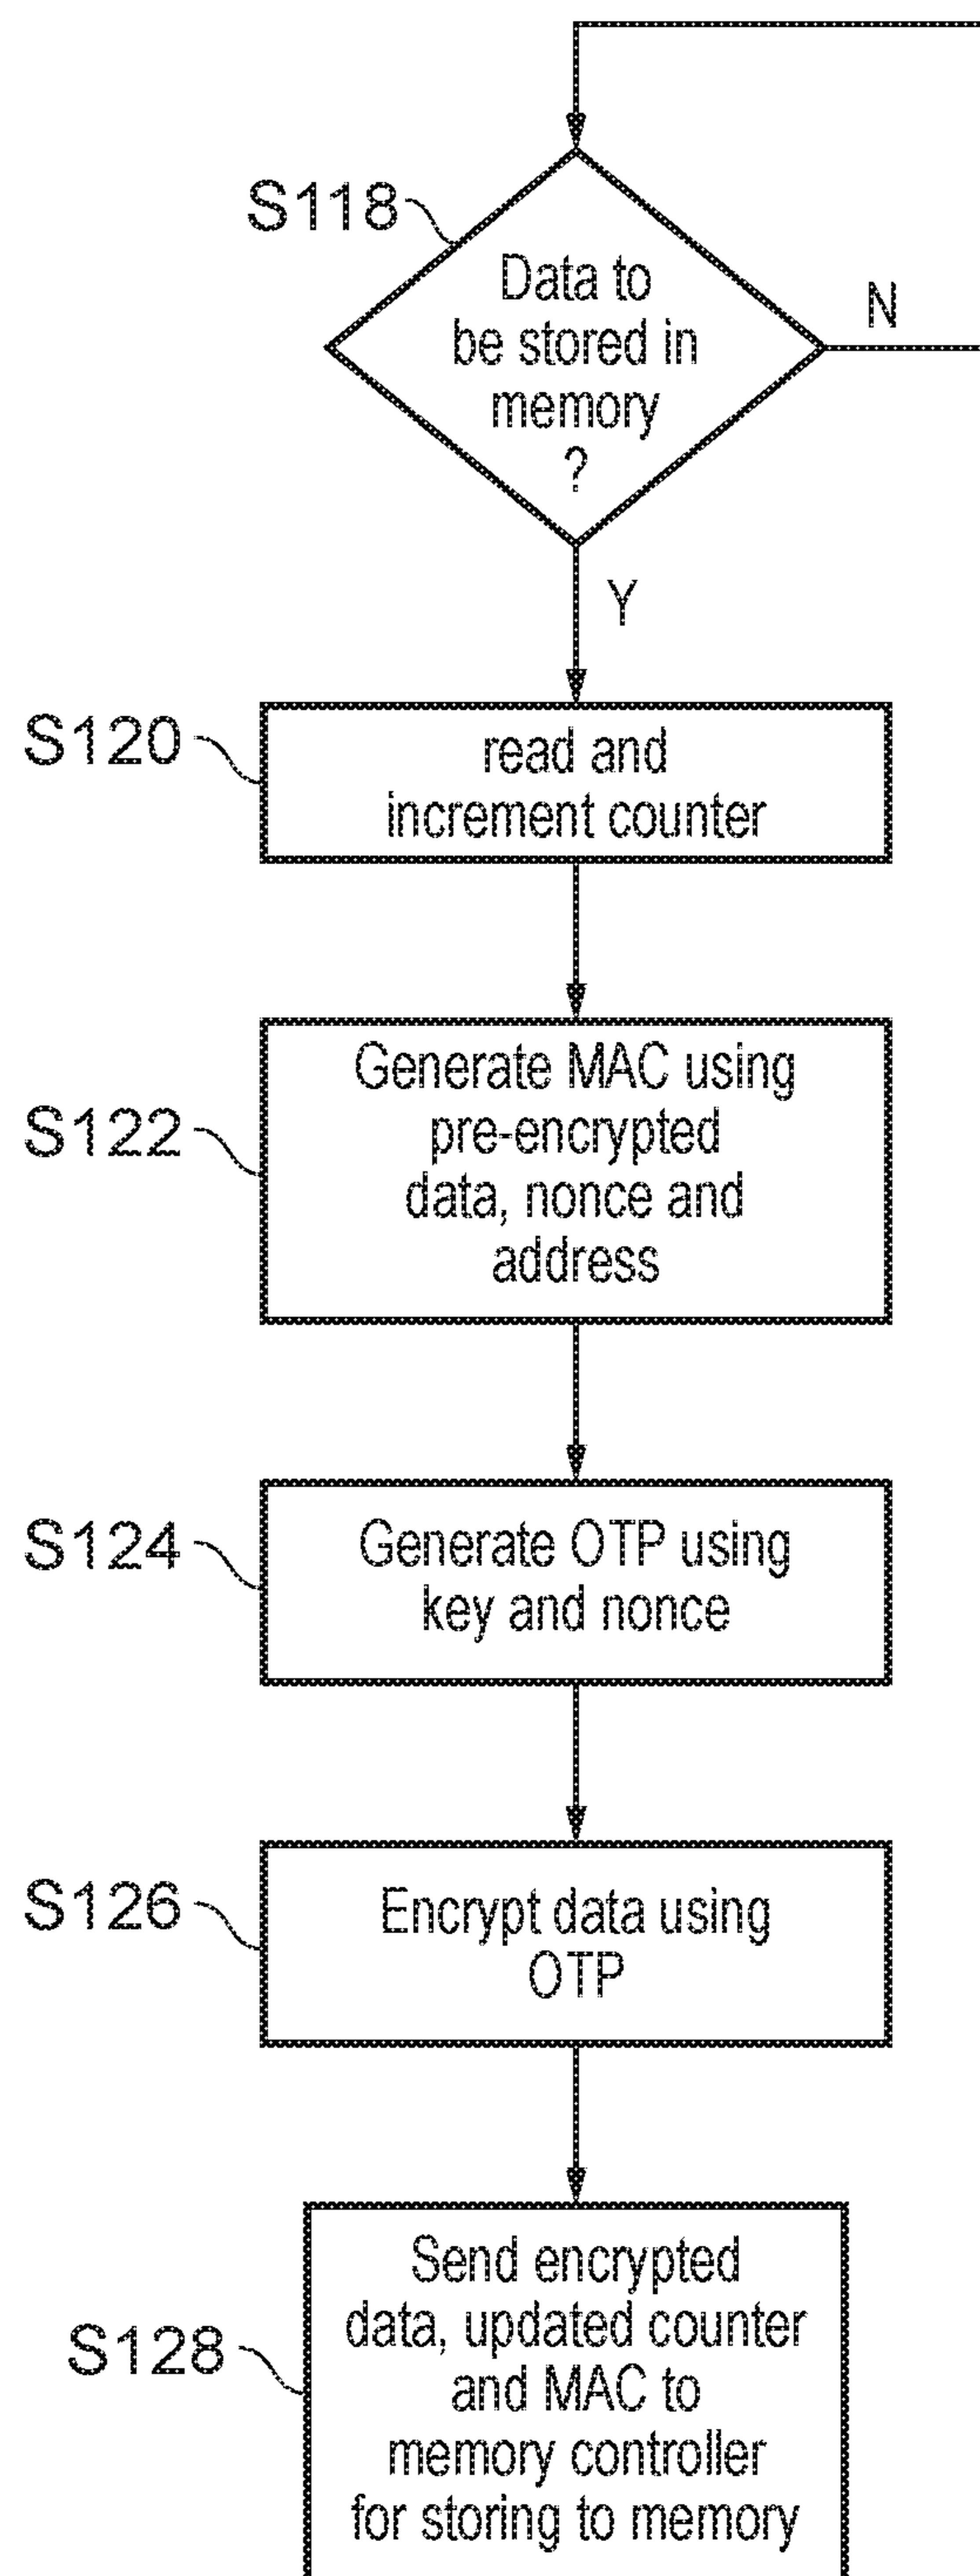 S118
Data to
be stored in
memory
?
N
Y
S120
read and
increment counter
S122
Generate MAC using
pre-encrypted
data, nonce and
address
S124
Generate OTP using
key and nonce
S126
Encrypt data using
OTP
S128
Send encrypted
data, updated counter
and MAC to
memory controller
for storing to memory